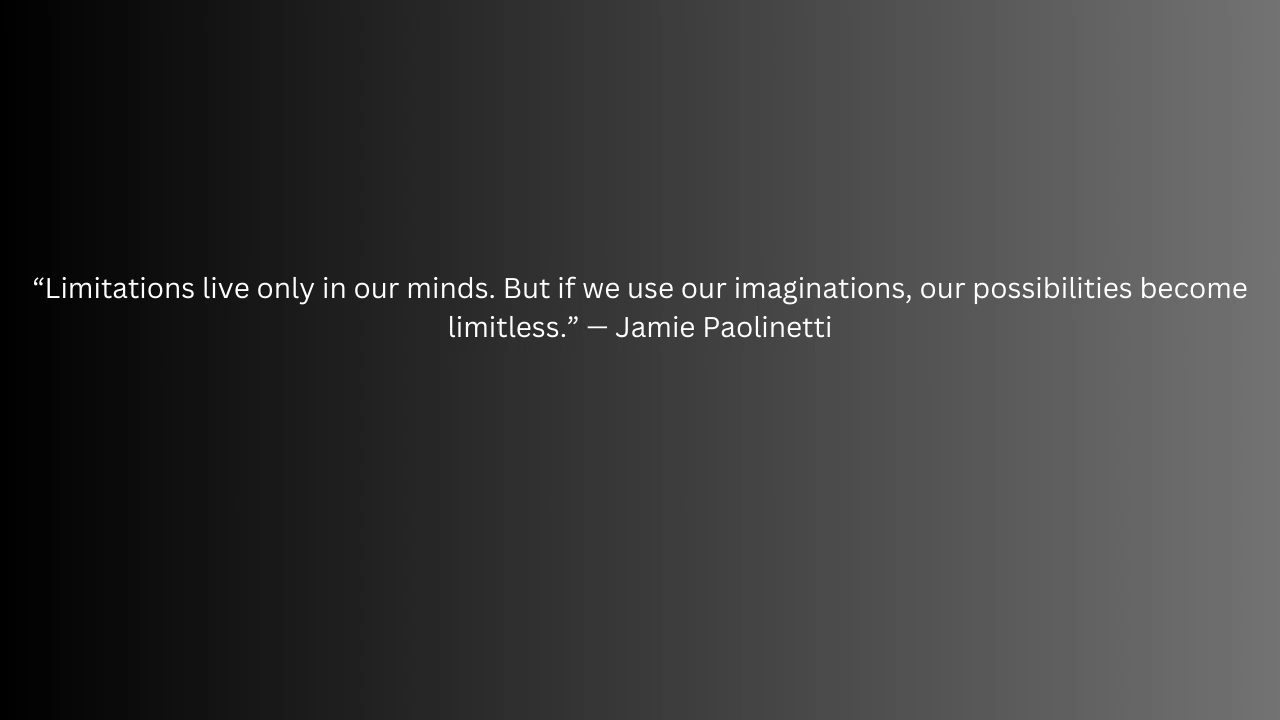 “Limitations live only in our minds. But if we use our imaginations, our possibilities become
limitless.” — Jamie Paolinetti